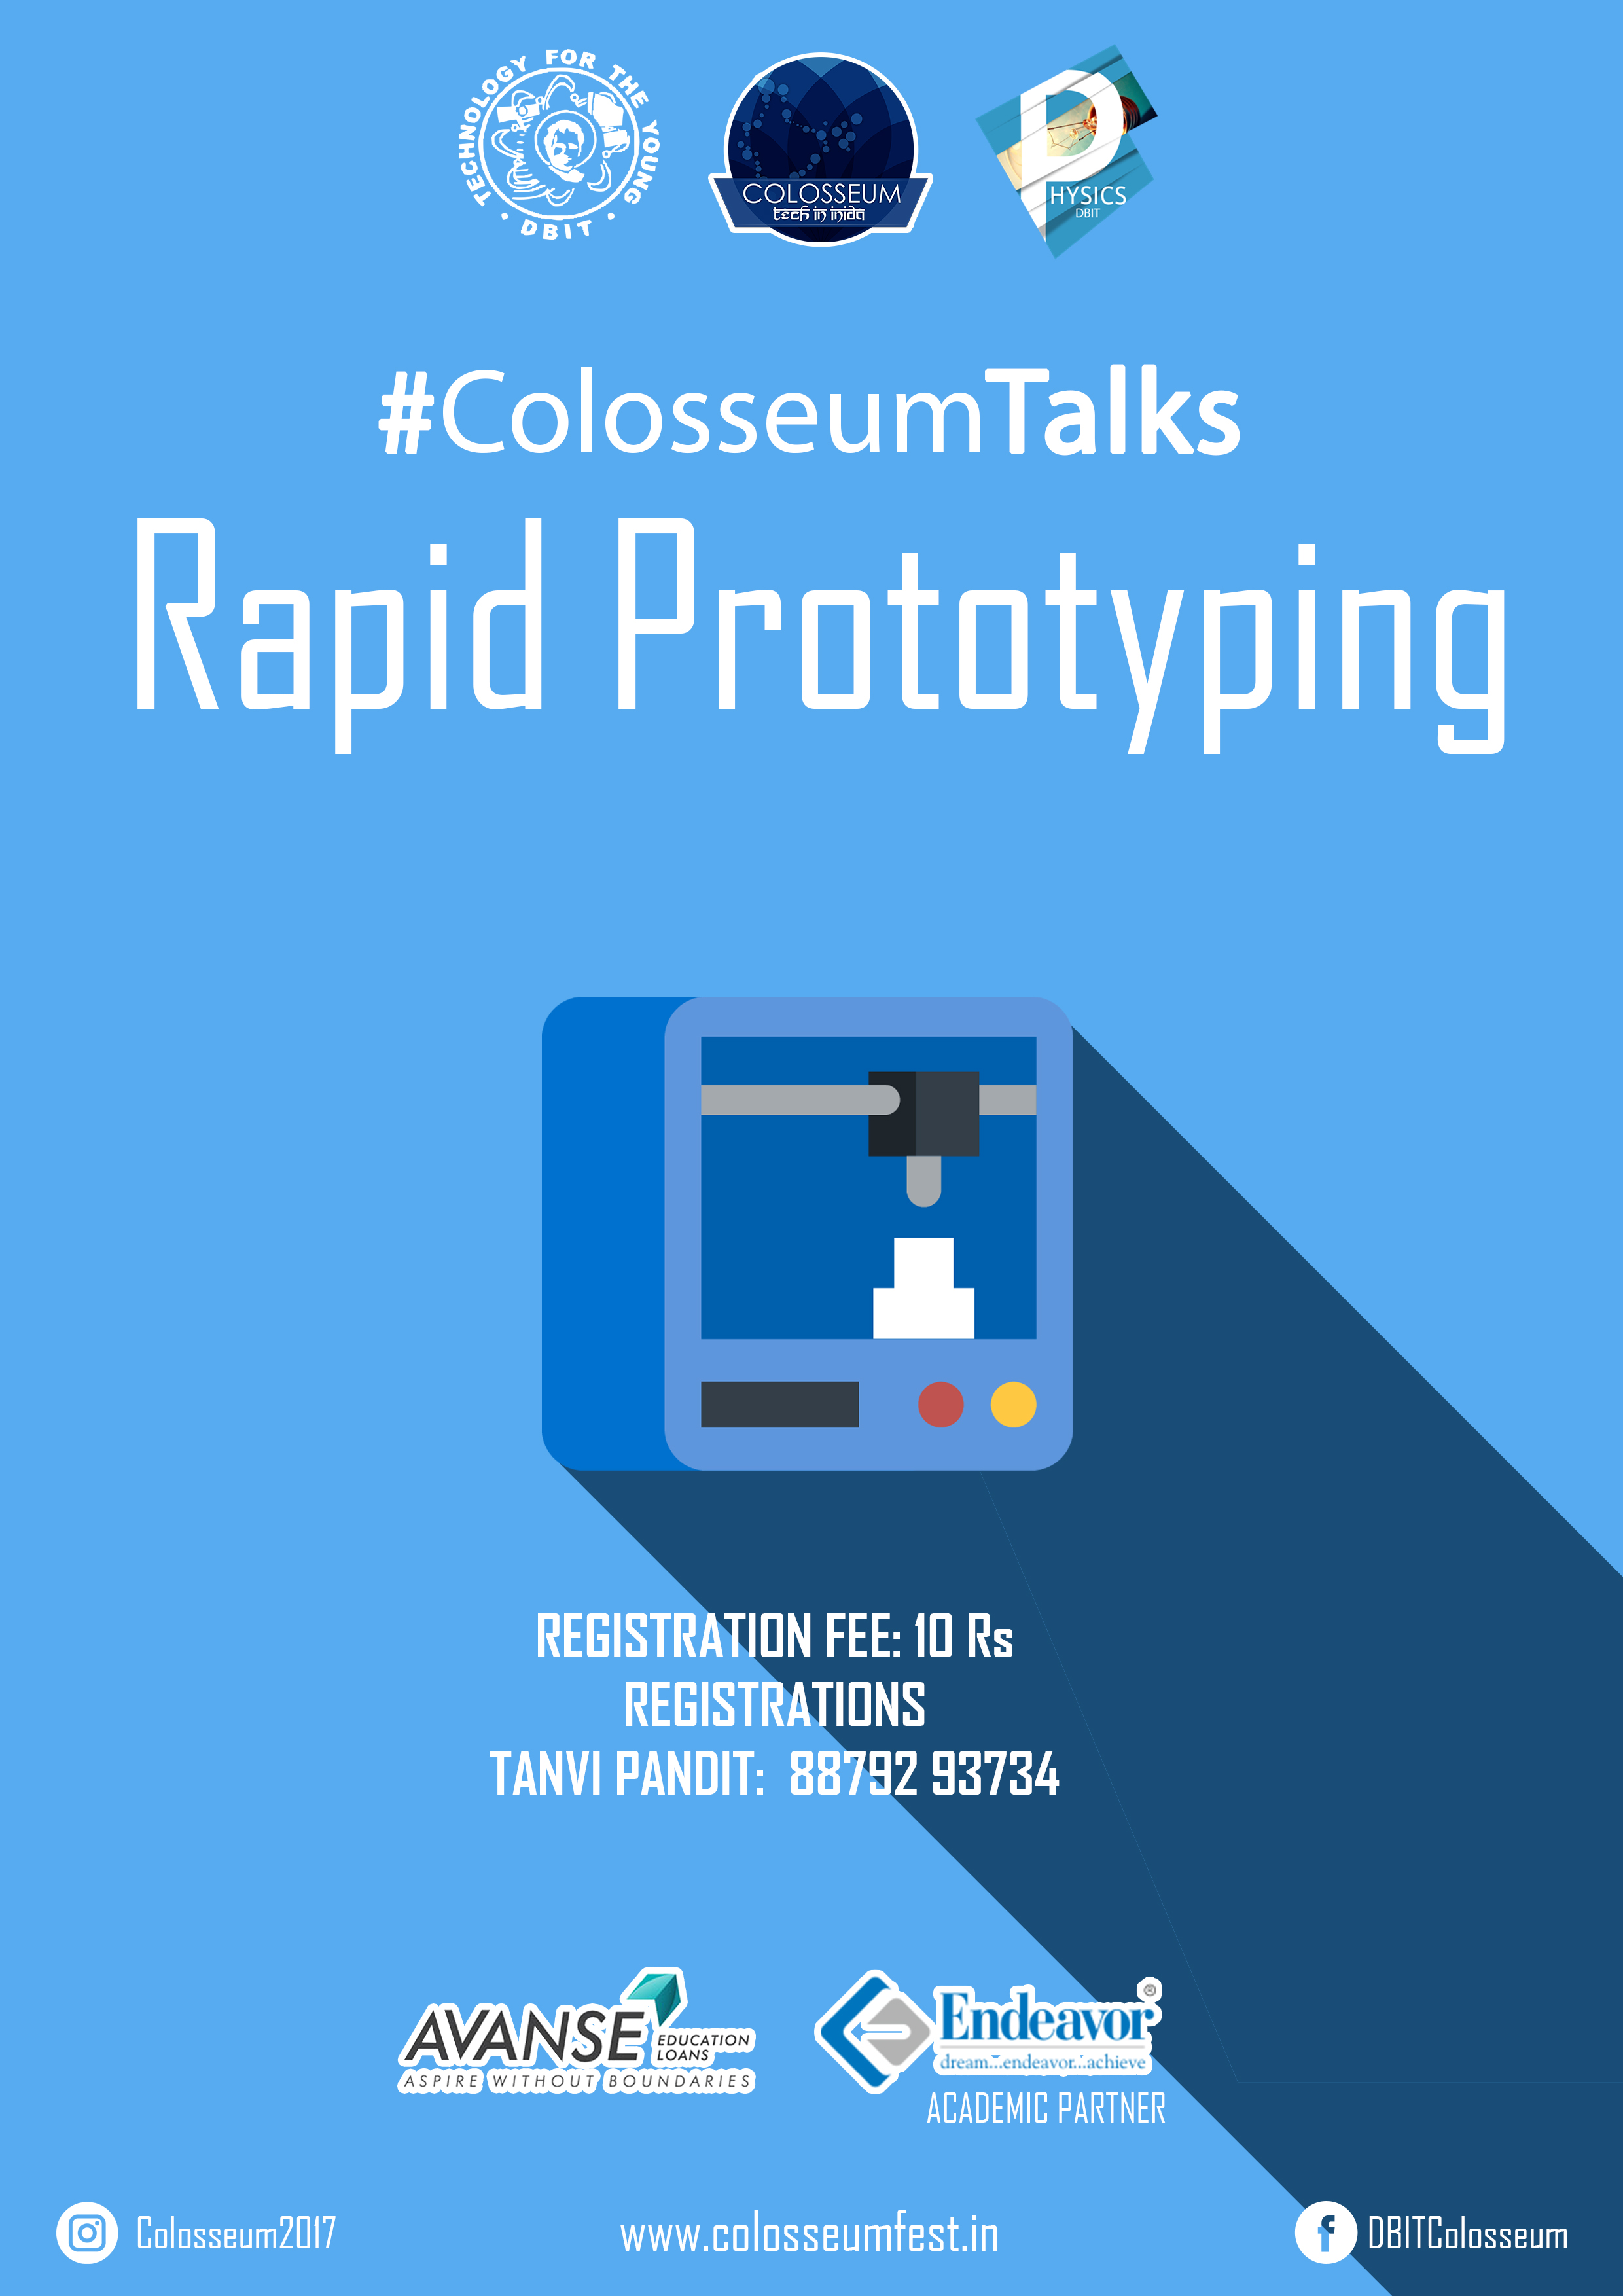 TECHNOLOGY FOR THE YOUNG
• DBIT •
COLOSSEUM
tech in inida
PHYSICS
DBIT
#ColosseumTalks
Rapid Prototyping
REGISTRATION FEE: 10 Rs
REGISTRATIONS
TANVI PANDIT: 88792 93734
AVANSE EDUCATION LOANS
ASPIRE WITHOUT BOUNDARIES
Endeavor®
dream...endeavor...achieve
ACADEMIC PARTNER
Colosseum2017
www.colosseumfest.in
DBITColosseum